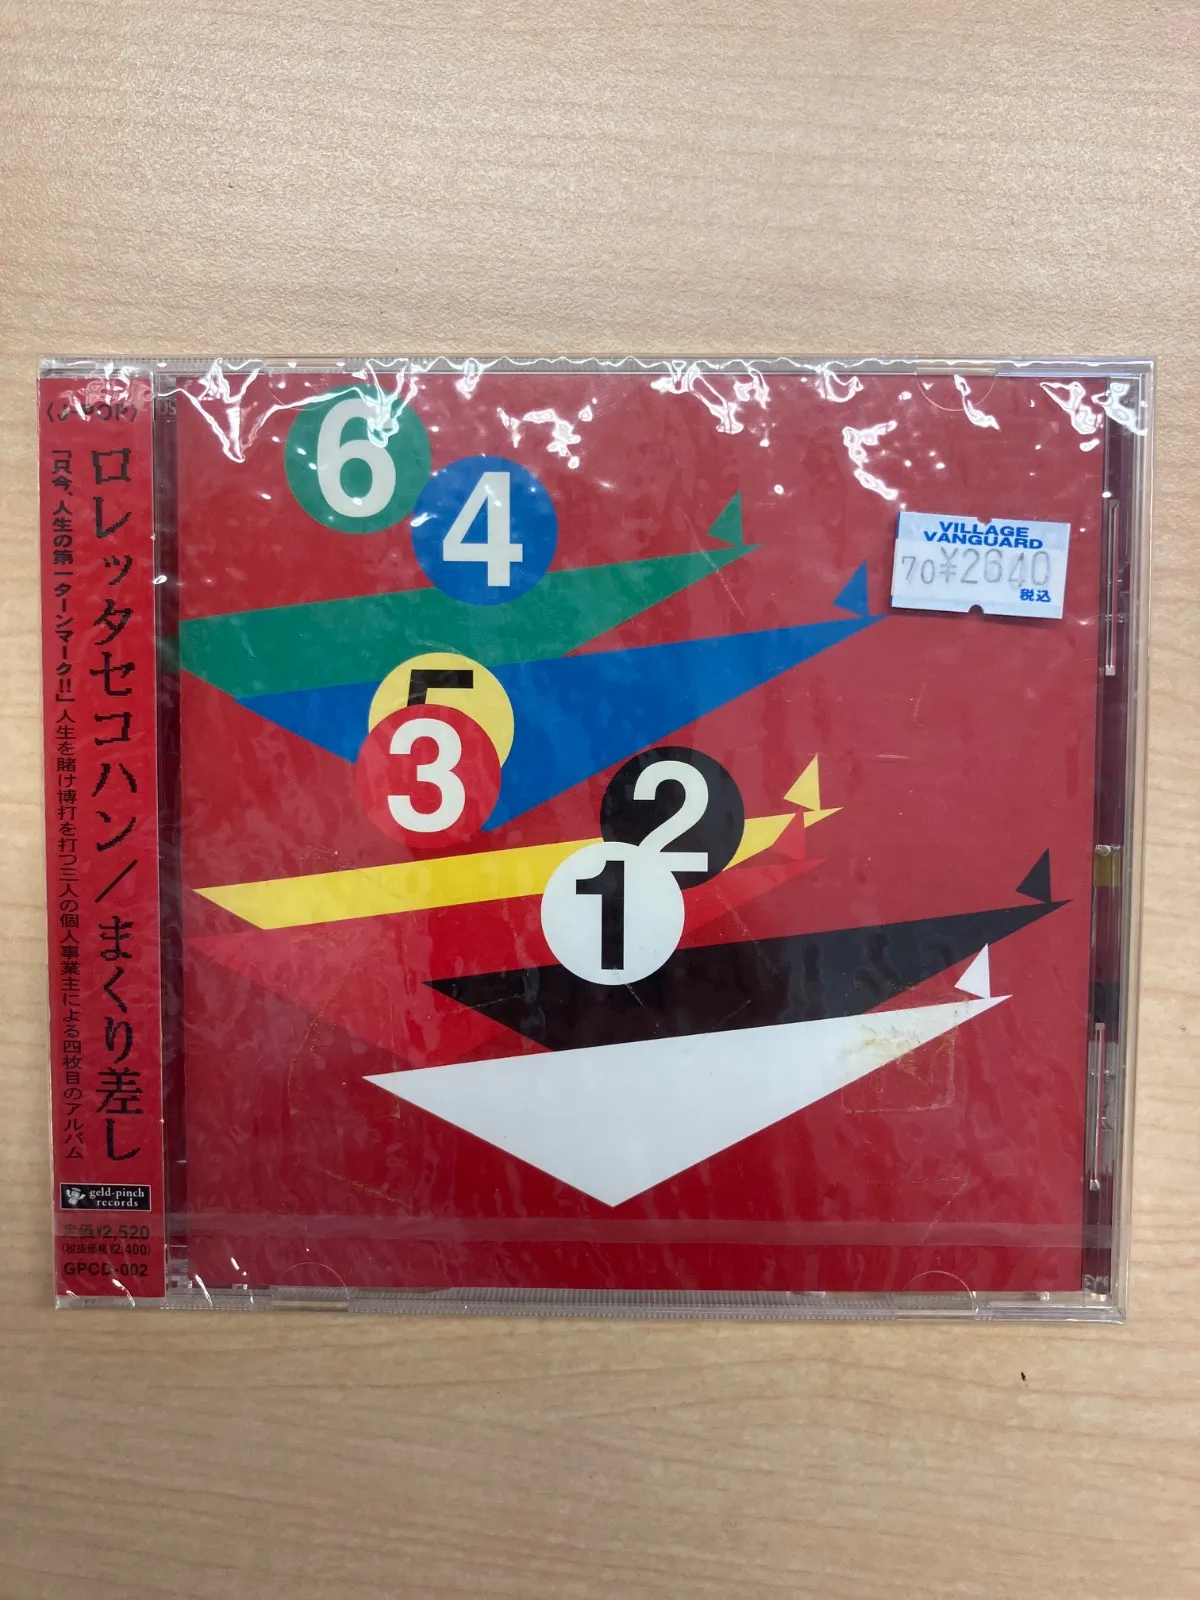 〈J-POP〉
ロレッタセコハン/まくり差し
「只今、人生の第一ターンマーク!!」人生を賭け博打を打つ三人の個人事業主による四枚目のアルバム
geld-pinch
records
定価¥2,520
(税抜価格¥2,400)
GPCD-002
6
4
5
3
2
1
VILLAGE
VANGUARD
70¥2640
税込